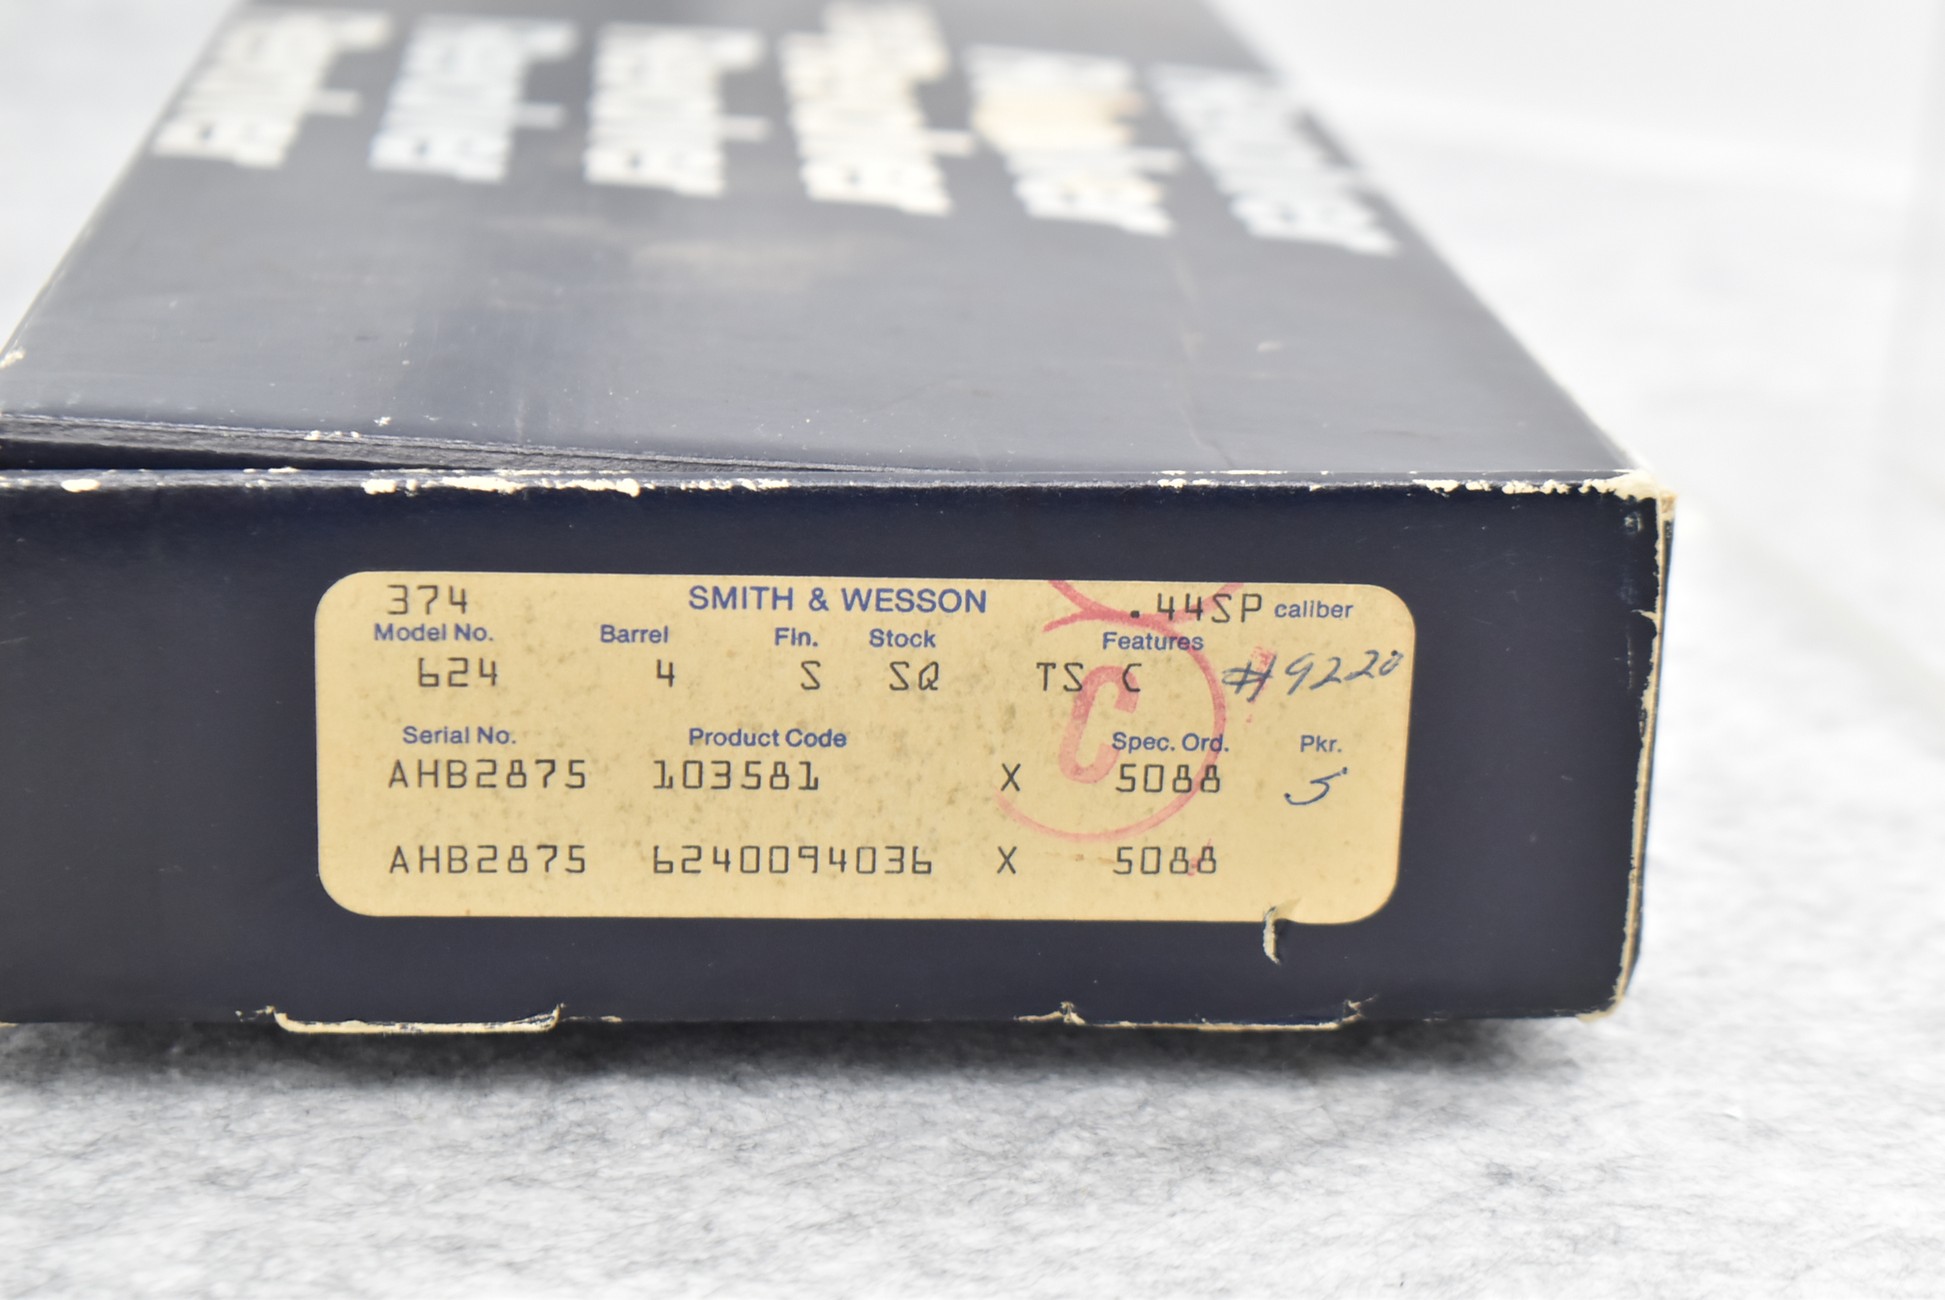 374 SMITH & WESSON .44SP caliber
Model No. Barrel Fin. Stock Features
624 4 S SQ TS C #9220
C
Serial No. Product Code Spec. Ord. Pkr.
AHB2875 103581 X 5088 5
AHB2875 6240094036 X 5088